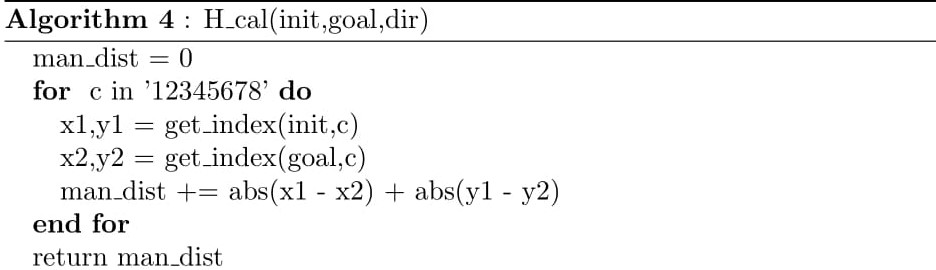 Algorithm 4 : H_cal(init,goal,dir)
man_dist = 0
for c in '12345678' do
x1,y1 = get_index(init,c)
x2,y2 = get_index(goal,c)
man_dist += abs(x1 - x2) + abs(y1 - y2)
end for
return man_dist